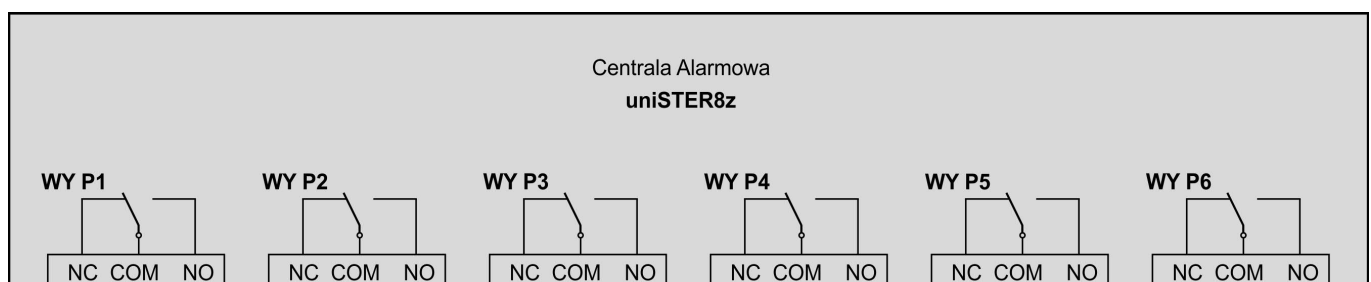 Centrala Alarmowa
uniSTER8z
WY P1 WY P2 WY P3 WY P4 WY P5 WY P6
NC COM NO NC COM NO NC COM NO NC COM NO NC COM NO NC COM NO